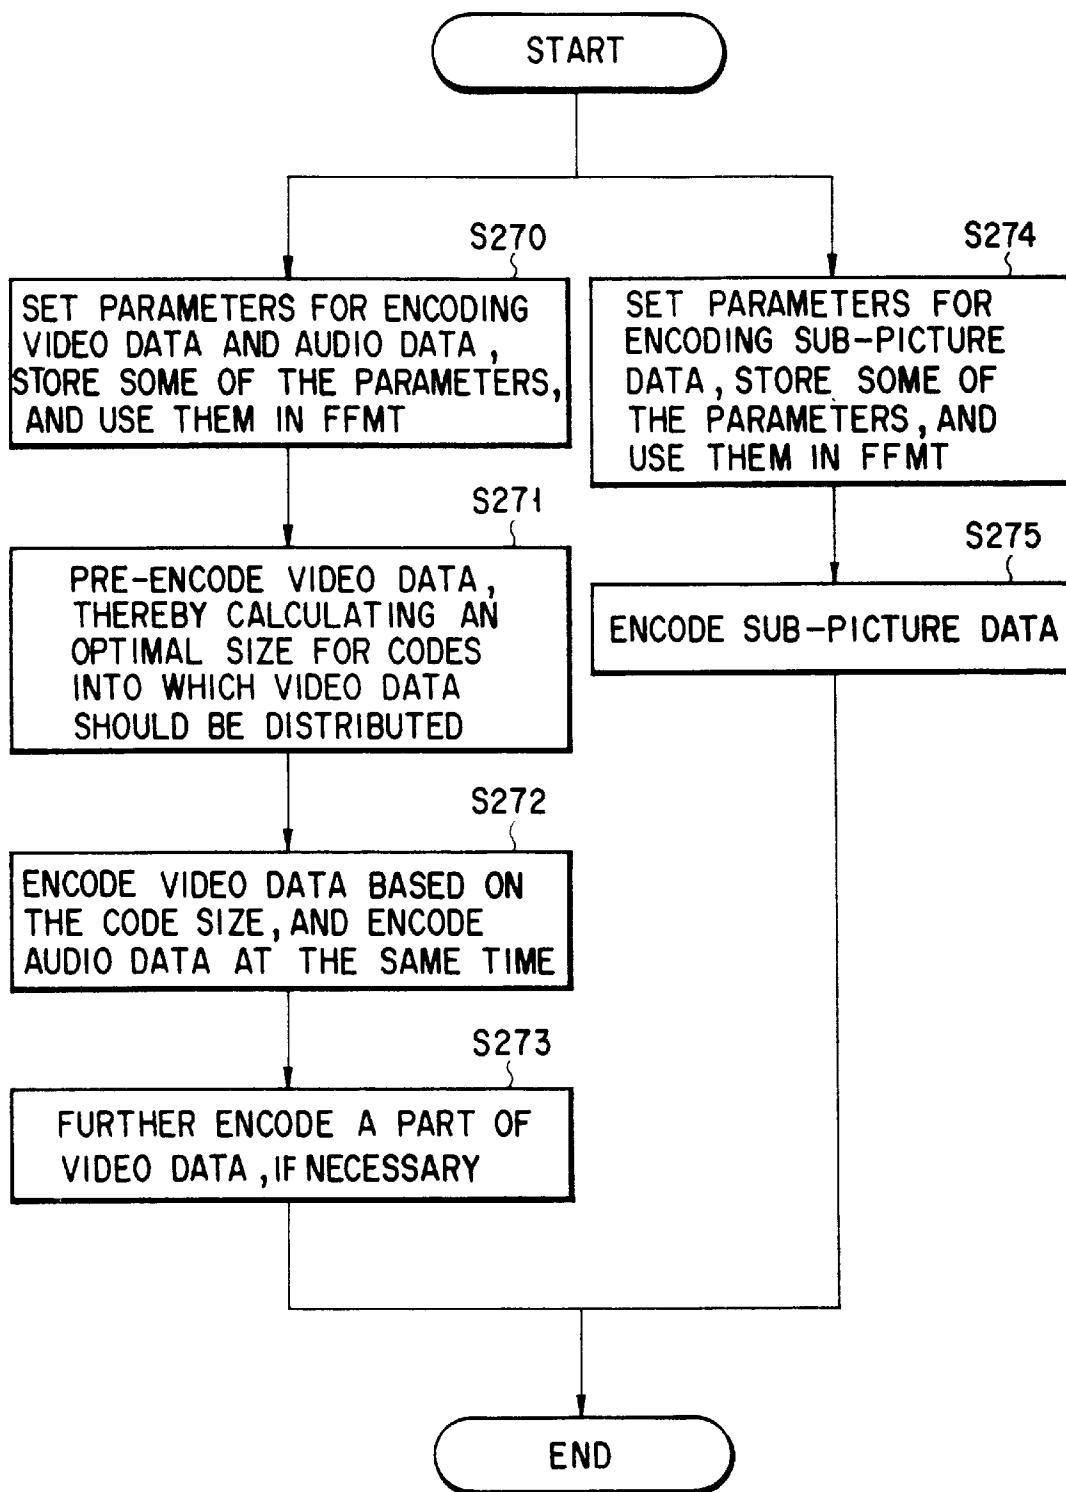 START
S270
SET PARAMETERS FOR ENCODING
VIDEO DATA AND AUDIO DATA,
STORE SOME OF THE PARAMETERS,
AND USE THEM IN FFMT
S271
PRE-ENCODE VIDEO DATA,
THEREBY CALCULATING AN
OPTIMAL SIZE FOR CODES
INTO WHICH VIDEO DATA
SHOULD BE DISTRIBUTED
S272
ENCODE VIDEO DATA BASED ON
THE CODE SIZE, AND ENCODE
AUDIO DATA AT THE SAME TIME
S273
FURTHER ENCODE A PART OF
VIDEO DATA, IF NECESSARY
S274
SET PARAMETERS FOR
ENCODING SUB-PICTURE
DATA, STORE SOME OF
THE PARAMETERS, AND
USE THEM IN FFMT
S275
ENCODE SUB-PICTURE DATA
END